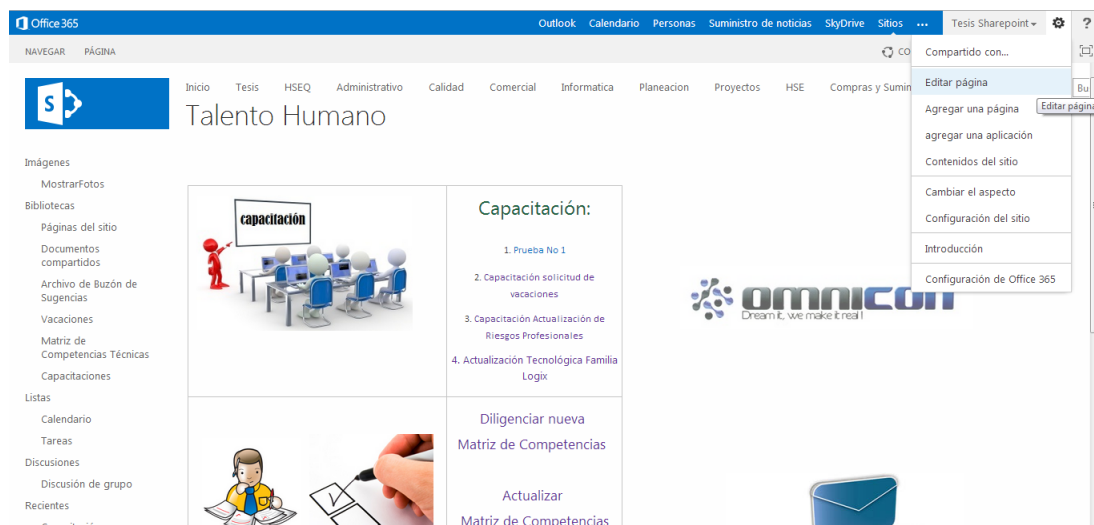 Office 365
Outlook Calendario Personas Suministro de noticias SkyDrive Sitios ... Tesis Sharepoint ?
NAVEGAR PÁGINA
CO
Compartido con...
Editar página
Agregar una página
Editar página
agregar una aplicación
Contenidos del sitio
Cambiar el aspecto
Configuración del sitio
Introducción
Configuración de Office 365
Bu
S
Inicio Tesis HSEQ Administrativo Calidad Comercial Informatica Planeacion Proyectos HSE Compras y Sumin
Talento Humano
Imágenes
MostrarFotos
Bibliotecas
Páginas del sitio
Documentos
compartidos
Archivo de Buzón de
Sugencias
Vacaciones
Matriz de
Competencias Técnicas
Capacitaciones
Listas
Calendario
Tareas
Discusiones
Discusión de grupo
Recientes
capacitación
Capacitación:
1. Prueba No 1
2. Capacitación solicitud de
vacaciones
3. Capacitación Actualización de
Riesgos Profesionales
4. Actualización Tecnológica Familia
Logix
Diligenciar nueva
Matriz de Competencias
Actualizar
Matriz de Competencias
omnicon
Dream it, we make it real !